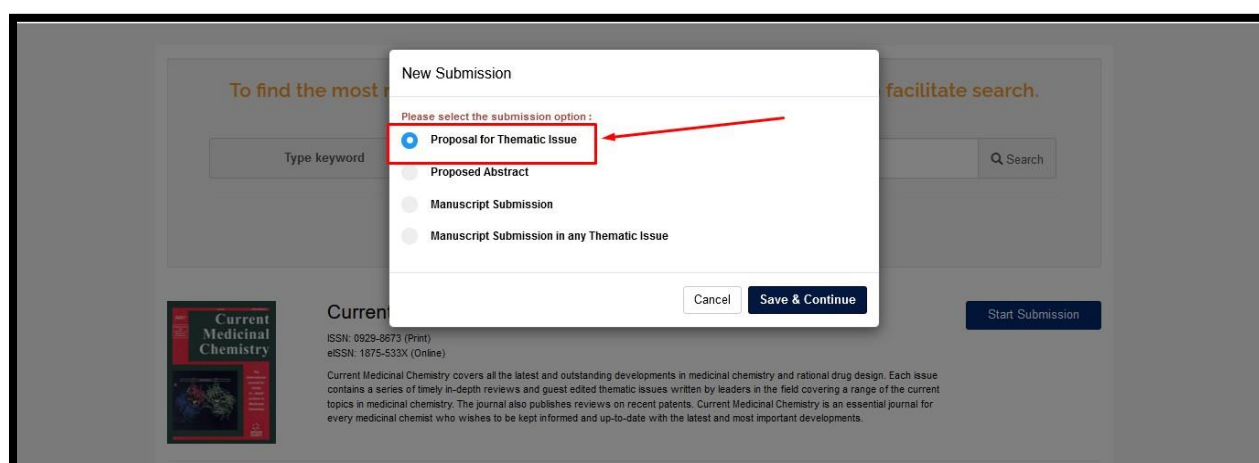 New Submission
To find the most r
facilitate search.
Please select the submission option :
Proposal for Thematic Issue
Type keyword
Search
Proposed Abstract
Manuscript Submission
Manuscript Submission in any Thematic Issue
Cancel
Save & Continue
Current
Medicinal
Chemistry
Current
Start Submission
ISSN: 0929-8673 (Print)
eISSN: 1875-533X (Online)
Current Medicinal Chemistry covers all the latest and outstanding developments in medicinal chemistry and rational drug design. Each issue
contains a series of timely in-depth reviews and guest edited thematic issues written by leaders in the field covering a range of the current
topics in medicinal chemistry. The journal also publishes reviews on recent patents. Current Medicinal Chemistry is an essential journal for
every medicinal chemist who wishes to be kept informed and up-to-date with the latest and most important developments.